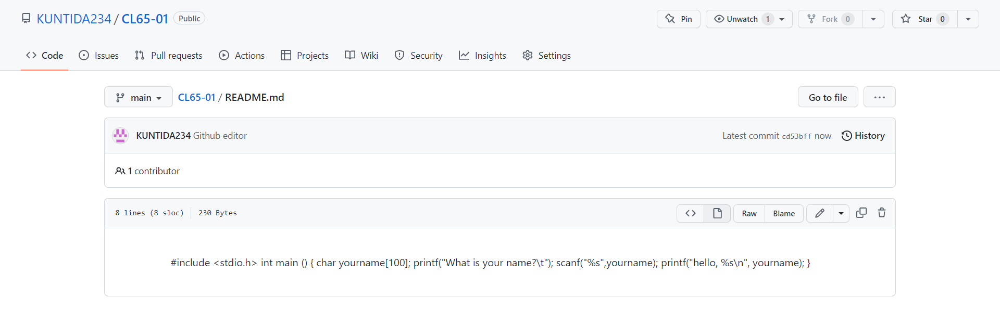 KUNTIDA234 / CL65-01 Public
Pin
Unwatch 1
Fork 0
Star 0
Code
Issues
Pull requests
Actions
Projects
Wiki
Security
Insights
Settings
main
CL65-01 / README.md
Go to file
KUNTIDA234 Github editor
Latest commit cd53bff now
History
1 contributor
8 lines (8 sloc)
230 Bytes
Raw
Blame
#include <stdio.h> int main () { char yourname[100]; printf("What is your name?\t"); scanf("%s",yourname); printf("hello, %s\n", yourname); }